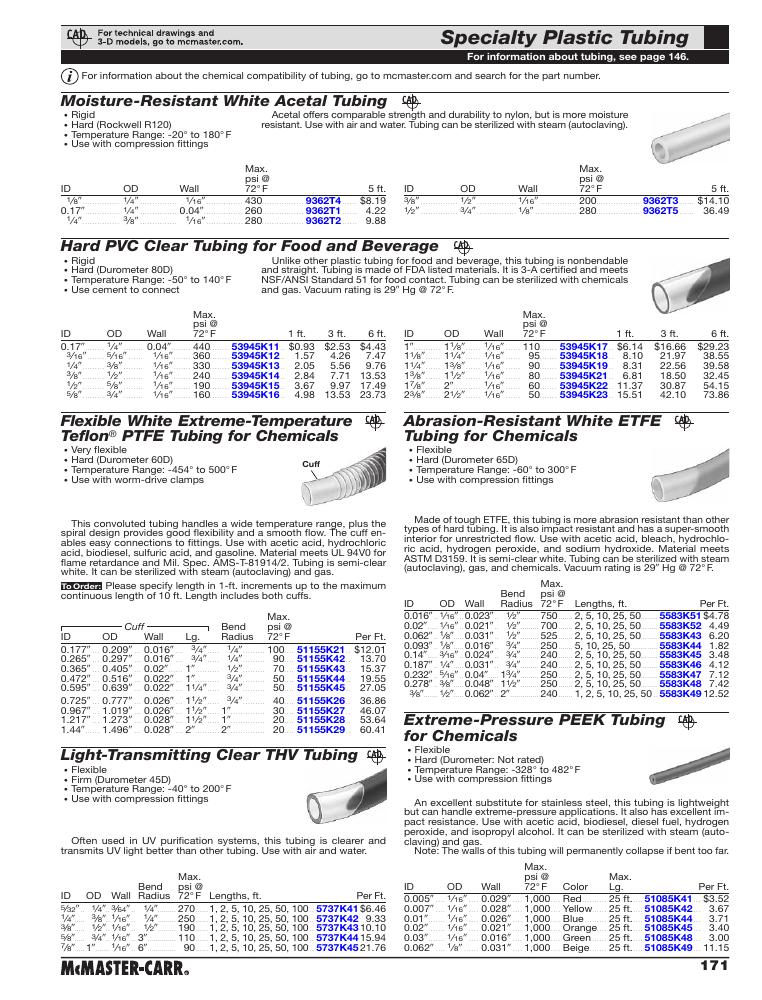 CAD
For technical drawings and
3-D models, go to mcmaster.com.
Specialty Plastic Tubing
For information about tubing, see page 146.
i For information about the chemical compatibility of tubing, go to mcmaster.com and search for the part number.
Moisture-Resistant White Acetal Tubing CAD
• Rigid
• Hard (Rockwell R120)
• Temperature Range: -20° to 180°F
• Use with compression fittings
Acetal offers comparable strength and durability to nylon, but is more moisture
resistant. Use with air and water. Tubing can be sterilized with steam (autoclaving).
ID OD Wall Max. psi @ 72°F 5 ft.
1/8" 1/4" 1/16" 430 9362T4 $8.19
0.17" 1/4" 0.04" 260 9362T1 4.22
1/4" 3/8" 1/16" 280 9362T2 9.88
ID OD Wall Max. psi @ 72°F 5 ft.
3/8" 1/2" 1/16" 200 9362T3 $14.10
1/2" 3/4" 1/8" 280 9362T5 36.49
Hard PVC Clear Tubing for Food and Beverage CAD
• Rigid
• Hard (Durometer 80D)
• Temperature Range: -50° to 140°F
• Use cement to connect
Unlike other plastic tubing for food and beverage, this tubing is nonbendable
and straight. Tubing is made of FDA listed materials. It is 3-A certified and meets
NSF/ANSI Standard 51 for food contact. Tubing can be sterilized with chemicals
and gas. Vacuum rating is 29" Hg @ 72°F.
ID OD Wall Max. psi @ 72°F 1 ft. 3 ft. 6 ft.
0.17" 1/4" 0.04" 440 53945K11 $0.93 $2.53 $4.43
3/16" 5/16" 1/16" 360 53945K12 1.57 4.26 7.47
1/4" 3/8" 1/16" 330 53945K13 2.05 5.56 9.76
3/8" 1/2" 1/16" 240 53945K14 2.84 7.71 13.53
1/2" 5/8" 1/16" 190 53945K15 3.67 9.97 17.49
5/8" 3/4" 1/16" 160 53945K16 4.98 13.53 23.73
ID OD Wall Max. psi @ 72°F 1 ft. 3 ft. 6 ft.
1" 1 1/8" 1/16" 110 53945K17 $6.14 $16.66 $29.23
1 1/8" 1 1/4" 1/16" 95 53945K18 8.10 21.97 38.55
1 1/4" 1 3/8" 1/16" 90 53945K19 8.31 22.56 39.58
1 3/8" 1 1/2" 1/16" 80 53945K21 6.81 18.50 32.45
1 7/8" 2" 1/16" 60 53945K22 11.37 30.87 54.15
2 3/8" 2 1/2" 1/16" 50 53945K23 15.51 42.10 73.86
Flexible White Extreme-Temperature CAD
Teflon® PTFE Tubing for Chemicals
• Very flexible
• Hard (Durometer 60D)
• Temperature Range: -454° to 500°F
• Use with worm-drive clamps
Cuff
This convoluted tubing handles a wide temperature range, plus the
spiral design provides good flexibility and a smooth flow. The cuff en-
ables easy connections to fittings. Use with acetic acid, hydrochloric
acid, biodiesel, sulfuric acid, and gasoline. Material meets UL 94V0 for
flame retardance and Mil. Spec. AMS-T-81914/2. Tubing is semi-clear
white. It can be sterilized with steam (autoclaving) and gas.
To Order: Please specify length in 1-ft. increments up to the maximum
continuous length of 10 ft. Length includes both cuffs.
Cuff
ID OD Wall Lg. Bend Radius Max. psi @ 72°F Per Ft.
0.177" 0.209" 0.016" 3/4" 1/4" 100 51155K21 $12.01
0.265" 0.297" 0.016" 3/4" 1/4" 90 51155K42 13.70
0.365" 0.405" 0.02" 1" 1/2" 70 51155K43 15.37
0.472" 0.516" 0.022" 1" 3/4" 50 51155K44 19.55
0.595" 0.639" 0.022" 1 1/4" 3/4" 50 51155K45 27.05
0.725" 0.777" 0.026" 1 1/2" 3/4" 40 51155K26 36.86
0.967" 1.019" 0.026" 1 1/2" 1" 30 51155K27 46.07
1.217" 1.273" 0.028" 1 1/2" 1" 20 51155K28 53.64
1.44" 1.496" 0.028" 2" 2" 20 51155K29 60.41
Light-Transmitting Clear THV Tubing CAD
• Flexible
• Firm (Durometer 45D)
• Temperature Range: -40° to 200°F
• Use with compression fittings
Often used in UV purification systems, this tubing is clearer and
transmits UV light better than other tubing. Use with air and water.
ID OD Wall Bend Radius Max. psi @ 72°F Lengths, ft. Per Ft.
5/32" 1/4" 3/64" 1/4" 270 1, 2, 5, 10, 25, 50, 100 5737K41 $6.46
1/4" 3/8" 1/16" 1/4" 250 1, 2, 5, 10, 25, 50, 100 5737K42 9.33
3/8" 1/2" 1/16" 1/2" 190 1, 2, 5, 10, 25, 50, 100 5737K43 10.10
5/8" 3/4" 1/16" 3" 110 1, 2, 5, 10, 25, 50, 100 5737K44 15.94
7/8" 1" 1/16" 6" 90 1, 2, 5, 10, 25, 50, 100 5737K45 21.76
Abrasion-Resistant White ETFE CAD
Tubing for Chemicals
• Flexible
• Hard (Durometer 65D)
• Temperature Range: -60° to 300°F
• Use with compression fittings
Made of tough ETFE, this tubing is more abrasion resistant than other
types of hard tubing. It is also impact resistant and has a super-smooth
interior for unrestricted flow. Use with acetic acid, bleach, hydrochlo-
ric acid, hydrogen peroxide, and sodium hydroxide. Material meets
ASTM D3159. It is semi-clear white. Tubing can be sterilized with steam
(autoclaving), gas, and chemicals. Vacuum rating is 29" Hg @ 72°F.
ID OD Wall Bend Radius Max. psi @ 72°F Lengths, ft. Per Ft.
0.016" 1/16" 0.023" 1/2" 750 2, 5, 10, 25, 50 5583K51 $4.78
0.02" 1/16" 0.021" 1/2" 700 2, 5, 10, 25, 50 5583K52 4.49
0.062" 1/8" 0.031" 1/2" 525 2, 5, 10, 25, 50 5583K43 6.20
0.093" 1/8" 0.016" 3/4" 250 5, 10, 25, 50 5583K44 1.82
0.14" 3/16" 0.024" 3/4" 240 2, 5, 10, 25, 50 5583K45 3.48
0.187" 1/4" 0.031" 3/4" 240 2, 5, 10, 25, 50 5583K46 4.12
0.232" 5/16" 0.04" 1 3/4" 250 2, 5, 10, 25, 50 5583K47 7.12
0.278" 3/8" 0.048" 1 1/2" 240 2, 5, 10, 25, 50 5583K48 7.42
3/8" 1/2" 0.062" 2" 240 1, 2, 5, 10, 25, 50 5583K49 12.52
Extreme-Pressure PEEK Tubing CAD
for Chemicals
• Flexible
• Hard (Durometer: Not rated)
• Temperature Range: -328° to 482°F
• Use with compression fittings
An excellent substitute for stainless steel, this tubing is lightweight
but can handle extreme-pressure applications. It also has excellent im-
pact resistance. Use with acetic acid, biodiesel, diesel fuel, hydrogen
peroxide, and isopropyl alcohol. It can be sterilized with steam (auto-
claving) and gas.
Note: The walls of this tubing will permanently collapse if bent too far.
ID OD Wall Max. psi @ 72°F Color Max. Lg. Per Ft.
0.005" 1/16" 0.029" 1,000 Red 25 ft. 51085K41 $3.52
0.007" 1/16" 0.028" 1,000 Yellow 25 ft. 51085K42 3.67
0.01" 1/16" 0.026" 1,000 Blue 25 ft. 51085K44 3.71
0.02" 1/16" 0.021" 1,000 Orange 25 ft. 51085K45 3.40
0.03" 1/16" 0.016" 1,000 Green 25 ft. 51085K48 3.00
0.062" 1/8" 0.031" 1,000 Beige 25 ft. 51085K49 11.15
McMASTER-CARR®
171